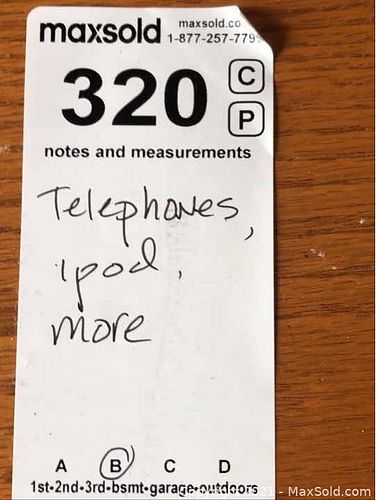 maxsold maxsold.co
1-877-257-779
320 C
P
notes and measurements
Telephones,
ipod,
more
A B C D
1st-2nd-3rd-bsmt-garage-outdoors
- MaxSold.com